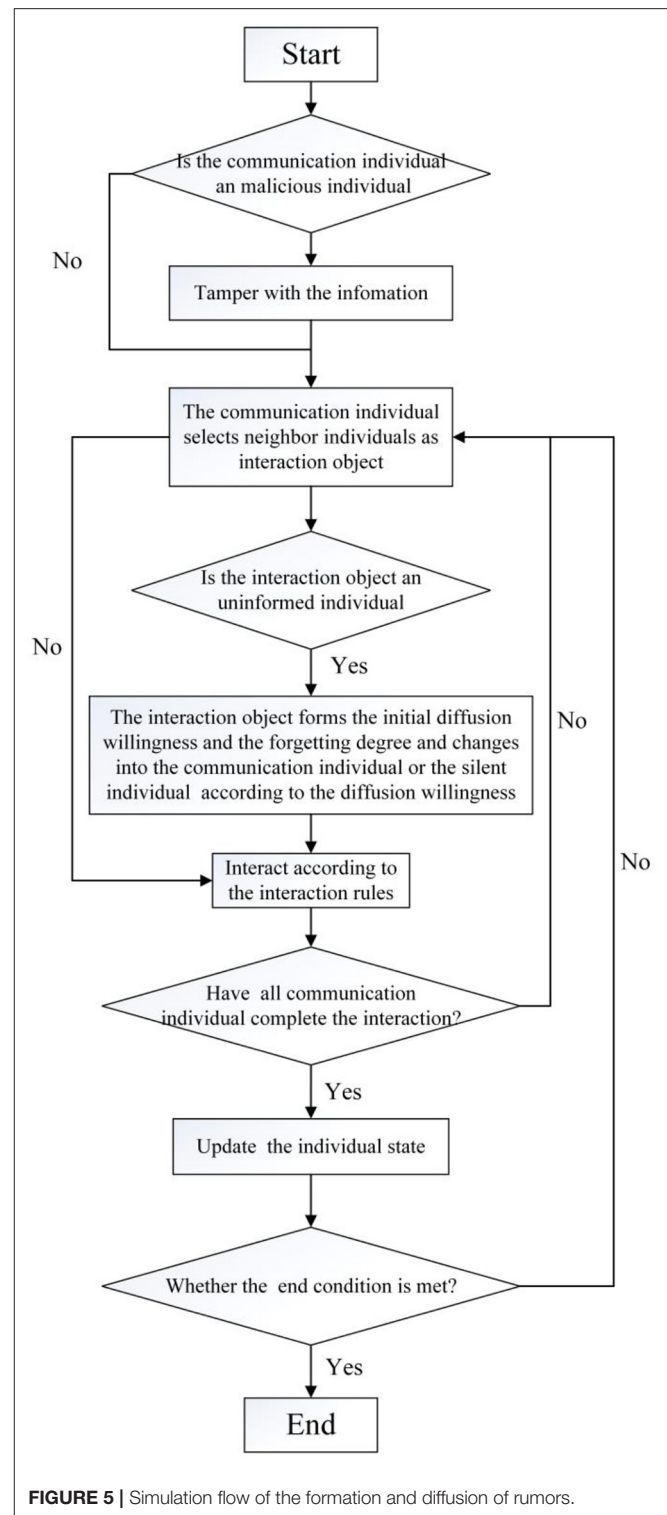 Start
Is the communication individual
an malicious individual
No
Tamper with the infomation
The communication individual
selects neighbor individuals as
interaction object
Is the interaction object an
uninformed individual
No
Yes
No
The interaction object forms the initial diffusion
willingness and the forgetting degree and changes
into the communication individual or the silent
individual according to the diffusion willingness
Interact according to
the interaction rules
No
Have all communication
individual complete the interaction?
Yes
Update the individual state
Whether the end condition is met?
Yes
End
FIGURE 5 | Simulation flow of the formation and diffusion of rumors.